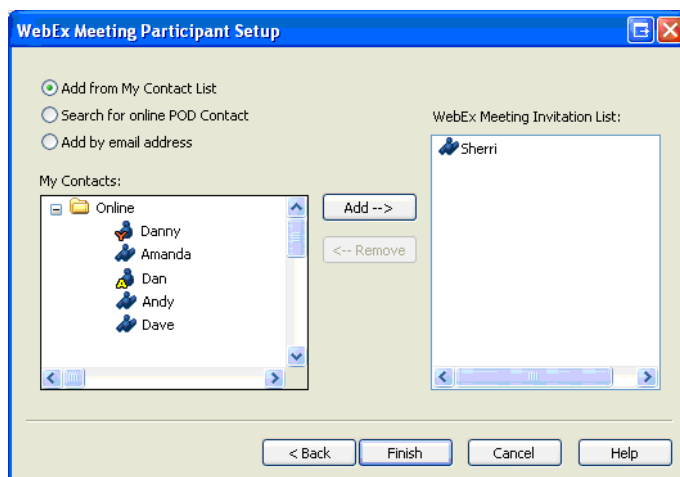 WebEx Meeting Participant Setup
Add from My Contact List
Search for online POD Contact
Add by email address
My Contacts:
Online
Danny
Amanda
A
Dan
Andy
Dave
Add -->
<-- Remove
WebEx Meeting Invitation List:
Sherri
< Back
Finish
Cancel
Help